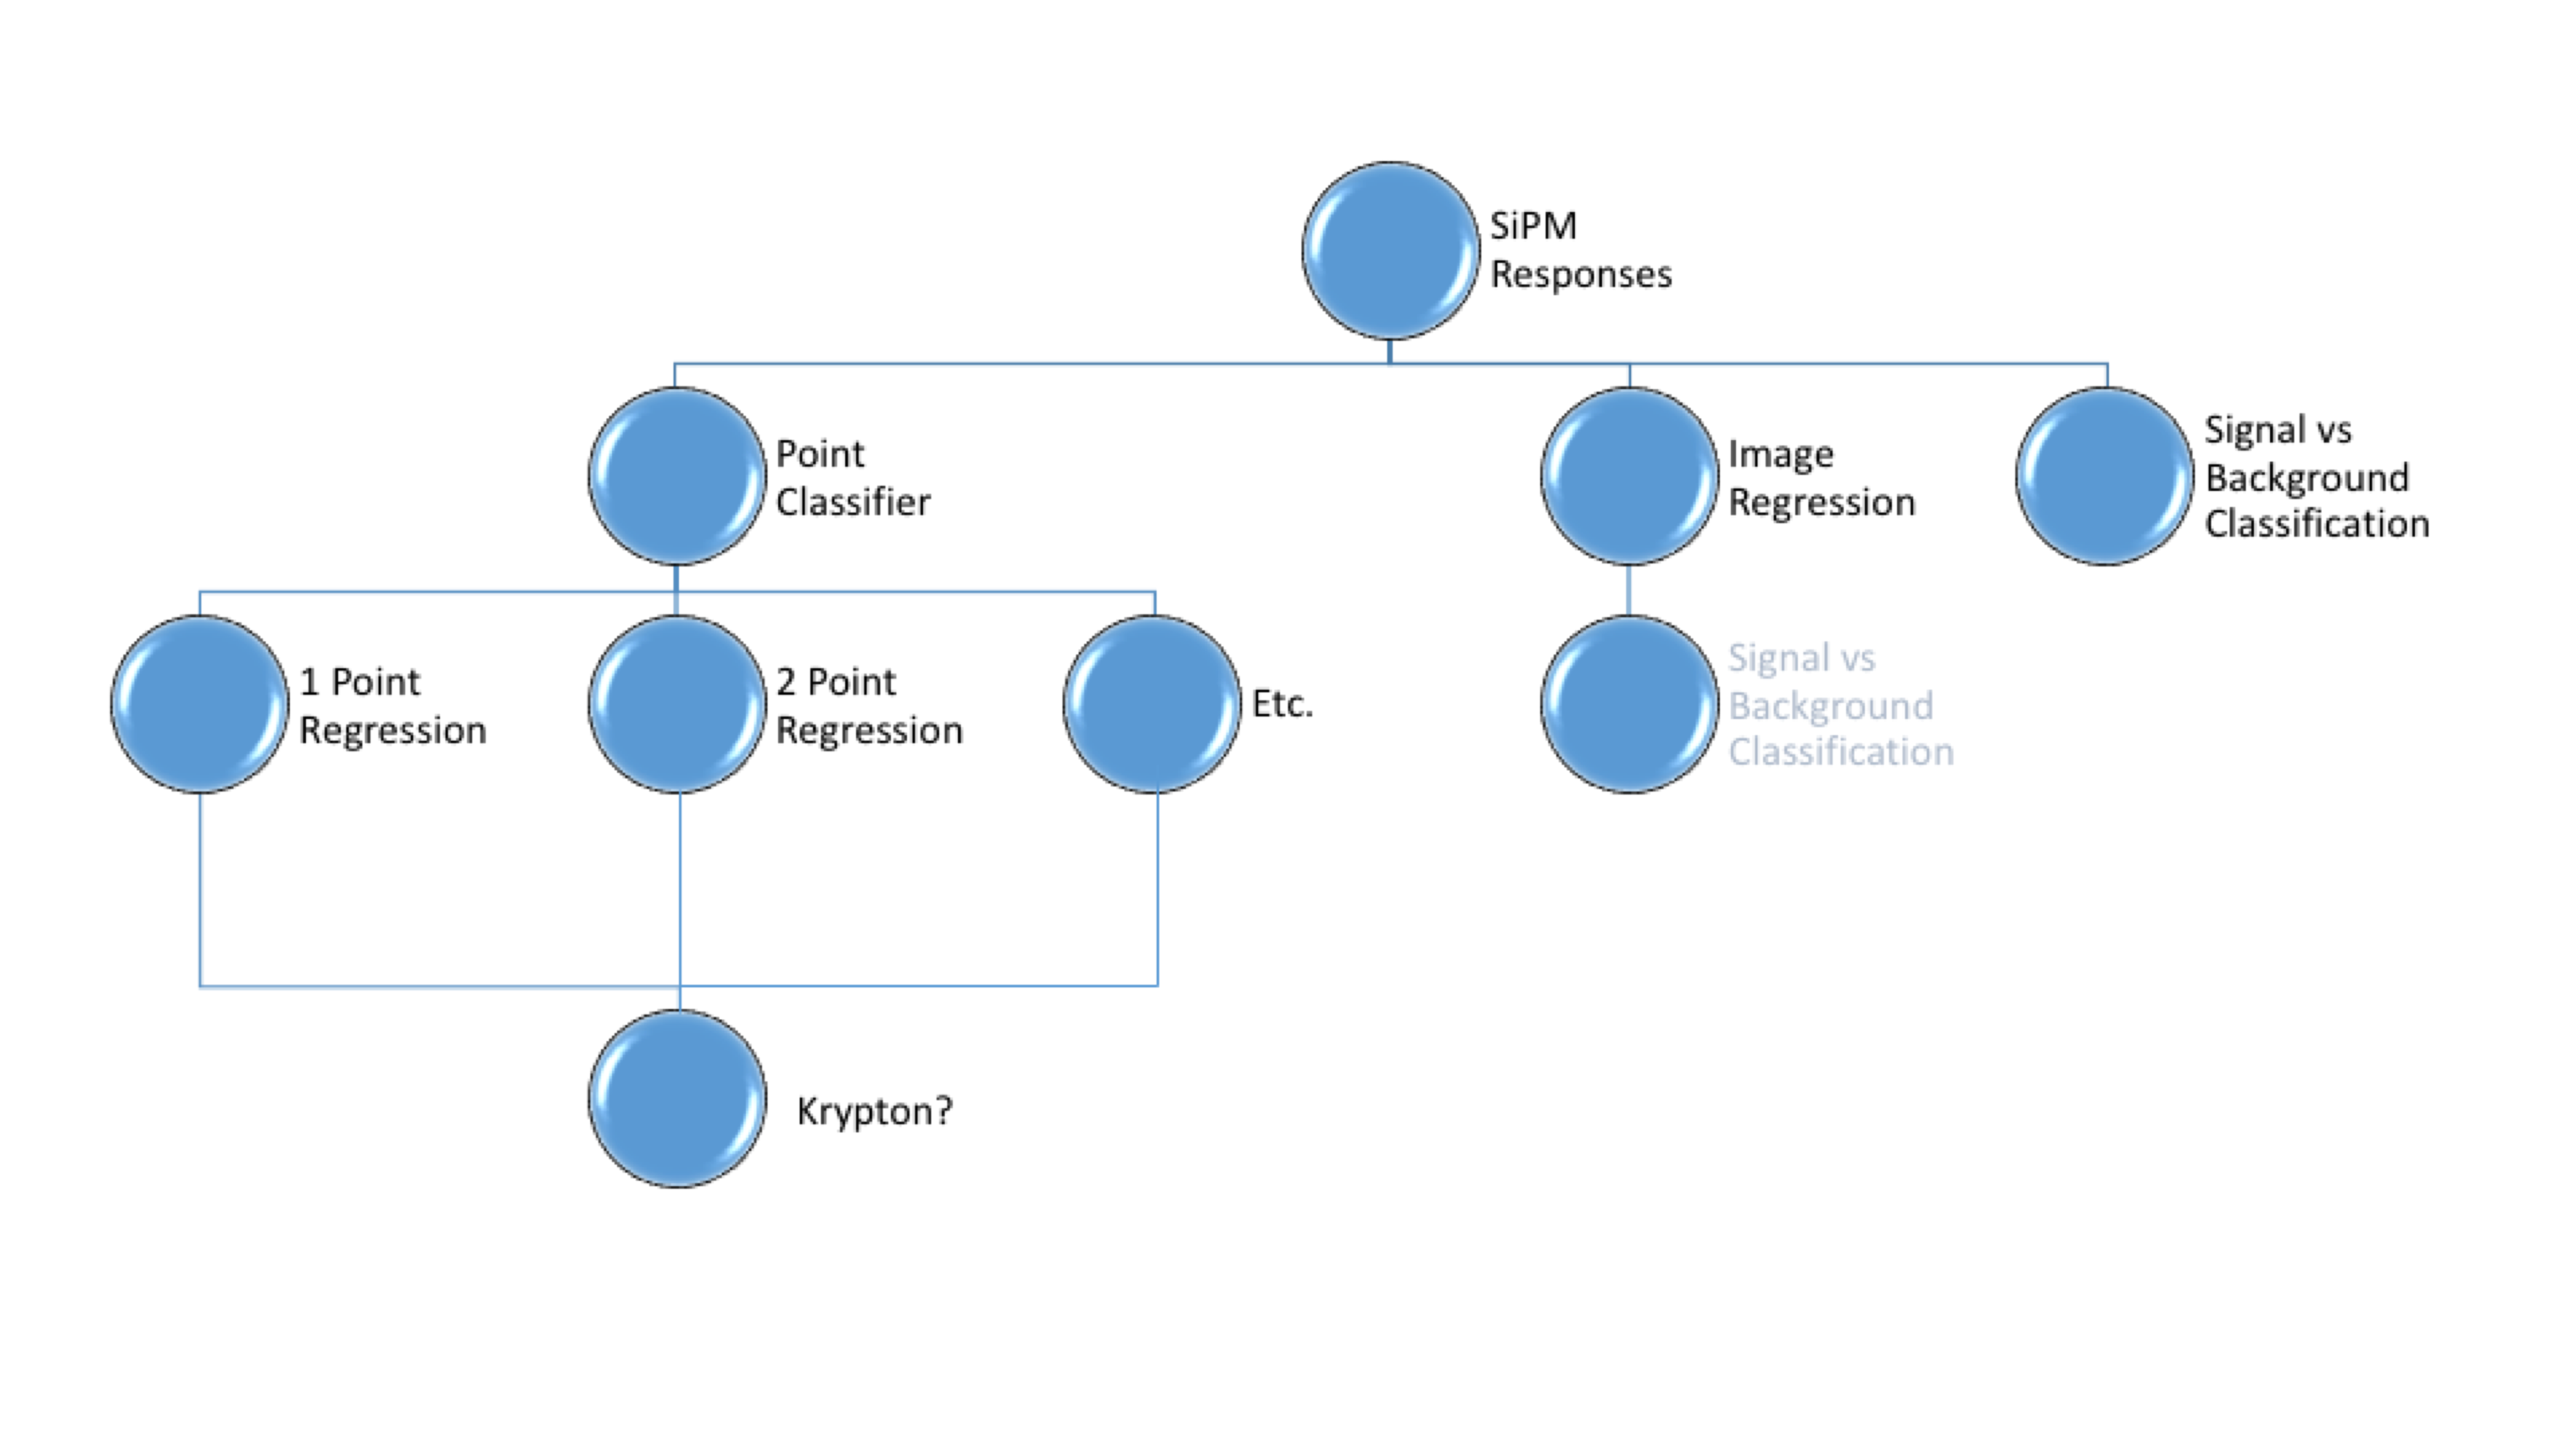 SiPM
Responses
Point
Classifier
Image
Regression
Signal vs
Background
Classification
1 Point
Regression
2 Point
Regression
Etc.
Signal vs
Background
Classification
Krypton?